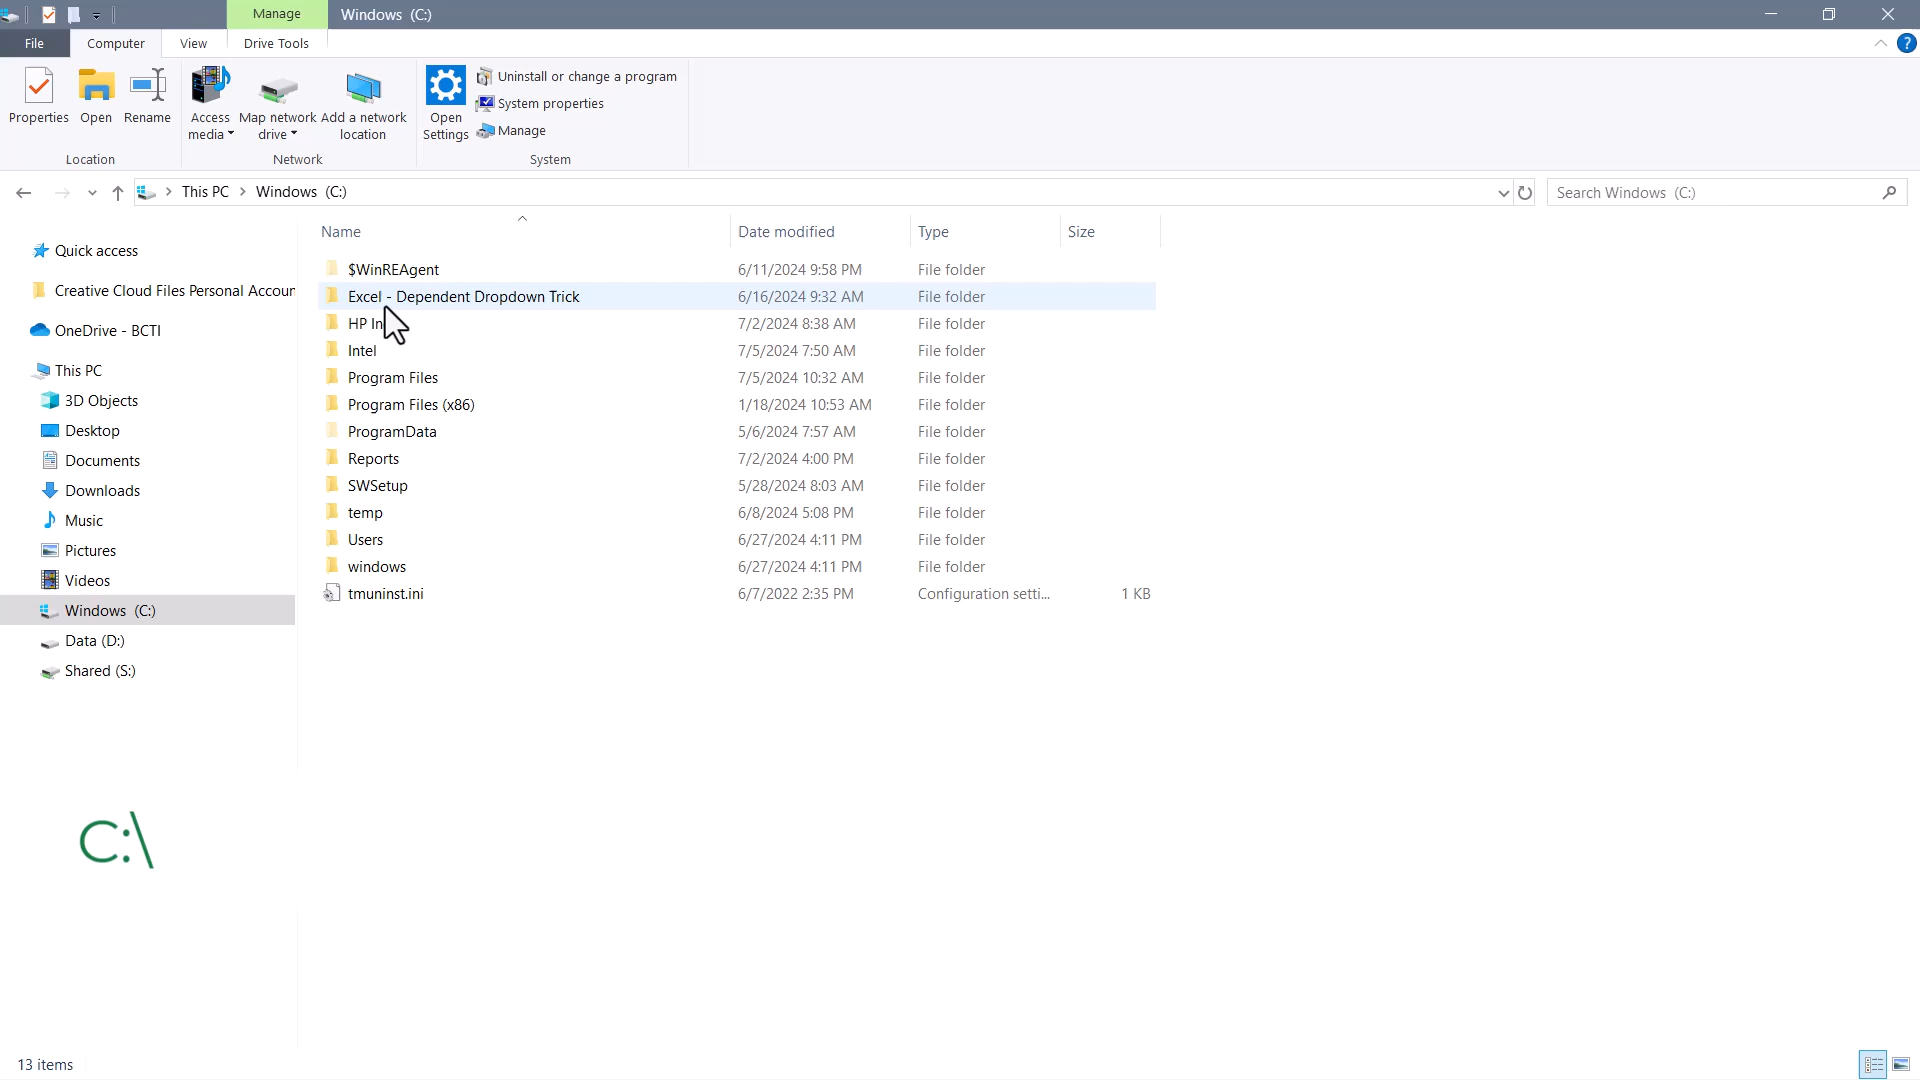 Manage
Windows (C:)
File
Computer
View
Drive Tools
?
Properties
Open
Rename
Access media
Map network drive
Add a network location
Open Settings
Uninstall or change a program
System properties
Manage
Location
Network
System
This PC > Windows (C:)
Search Windows (C:)
Name
Date modified
Type
Size
Quick access
Creative Cloud Files Personal Accoun
OneDrive - BCTI
This PC
3D Objects
Desktop
Documents
Downloads
Music
Pictures
Videos
Windows (C:)
Data (D:)
Shared (S:)
$WinREAgent 6/11/2024 9:58 PM File folder
Excel - Dependent Dropdown Trick 6/16/2024 9:32 AM File folder
HP In 7/2/2024 8:38 AM File folder
Intel 7/5/2024 7:50 AM File folder
Program Files 7/5/2024 10:32 AM File folder
Program Files (x86) 1/18/2024 10:53 AM File folder
ProgramData 5/6/2024 7:57 AM File folder
Reports 7/2/2024 4:00 PM File folder
SWSetup 5/28/2024 8:03 AM File folder
temp 6/8/2024 5:08 PM File folder
Users 6/27/2024 4:11 PM File folder
windows 6/27/2024 4:11 PM File folder
tmuninst.ini 6/7/2022 2:35 PM Configuration setti... 1 KB
C:\
13 items